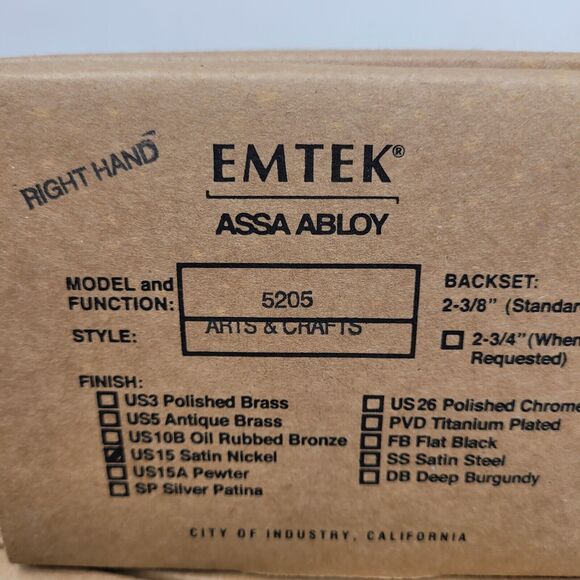 RIGHT HAND
EMTEK®
ASSA ABLOY
MODEL and FUNCTION: 5205
STYLE: ARTS & CRAFTS
BACKSET:
2-3/8" (Standar
☐ 2-3/4" (When
Requested)
FINISH:
☐ US3 Polished Brass
☐ US5 Antique Brass
☐ US10B Oil Rubbed Bronze
☑ US15 Satin Nickel
☐ US15A Pewter
☐ SP Silver Patina
☐ US26 Polished Chrome
☐ PVD Titanium Plated
☐ FB Flat Black
☐ SS Satin Steel
☐ DB Deep Burgundy
CITY OF INDUSTRY, CALIFORNIA